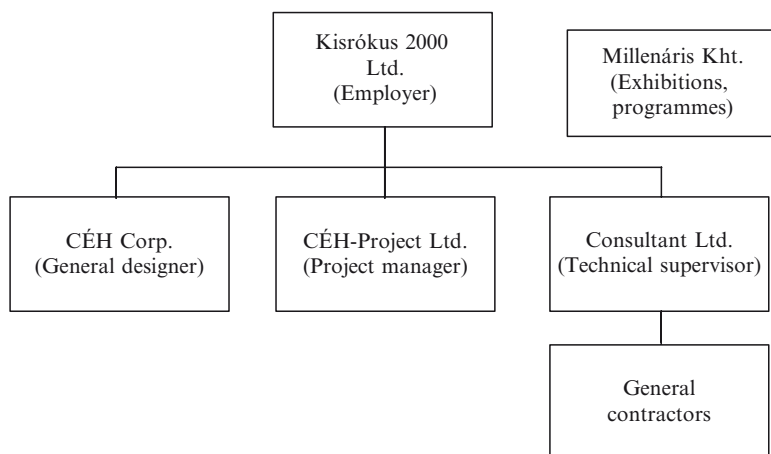 Kisrókus 2000
Ltd.
(Employer)
Millenáris Kht.
(Exhibitions,
programmes)
CÉH Corp.
(General designer)
CÉH-Project Ltd.
(Project manager)
Consultant Ltd.
(Technical supervisor)
General
contractors